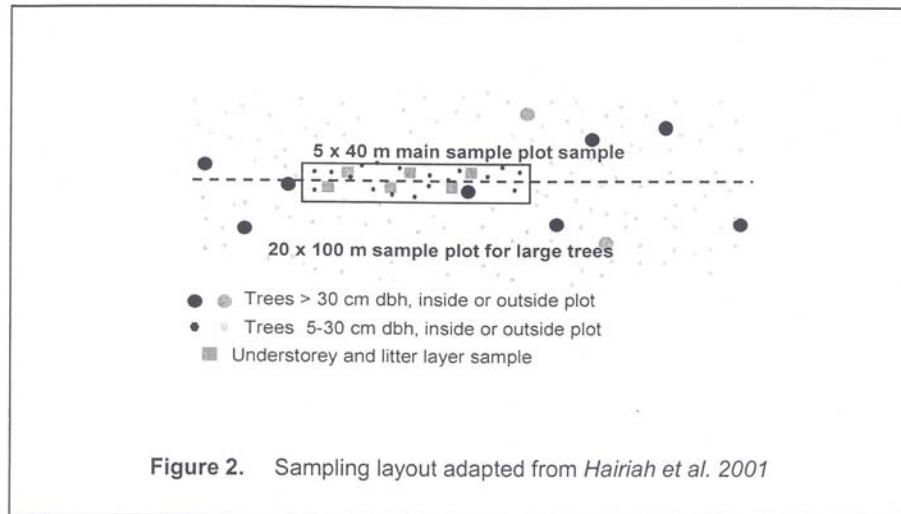 5 x 40 m main sample plot sample
20 x 100 m sample plot for large trees
Trees > 30 cm dbh, inside or outside plot
Trees 5-30 cm dbh, inside or outside plot
Understorey and litter layer sample
Figure 2. Sampling layout adapted from Hairiah et al. 2001